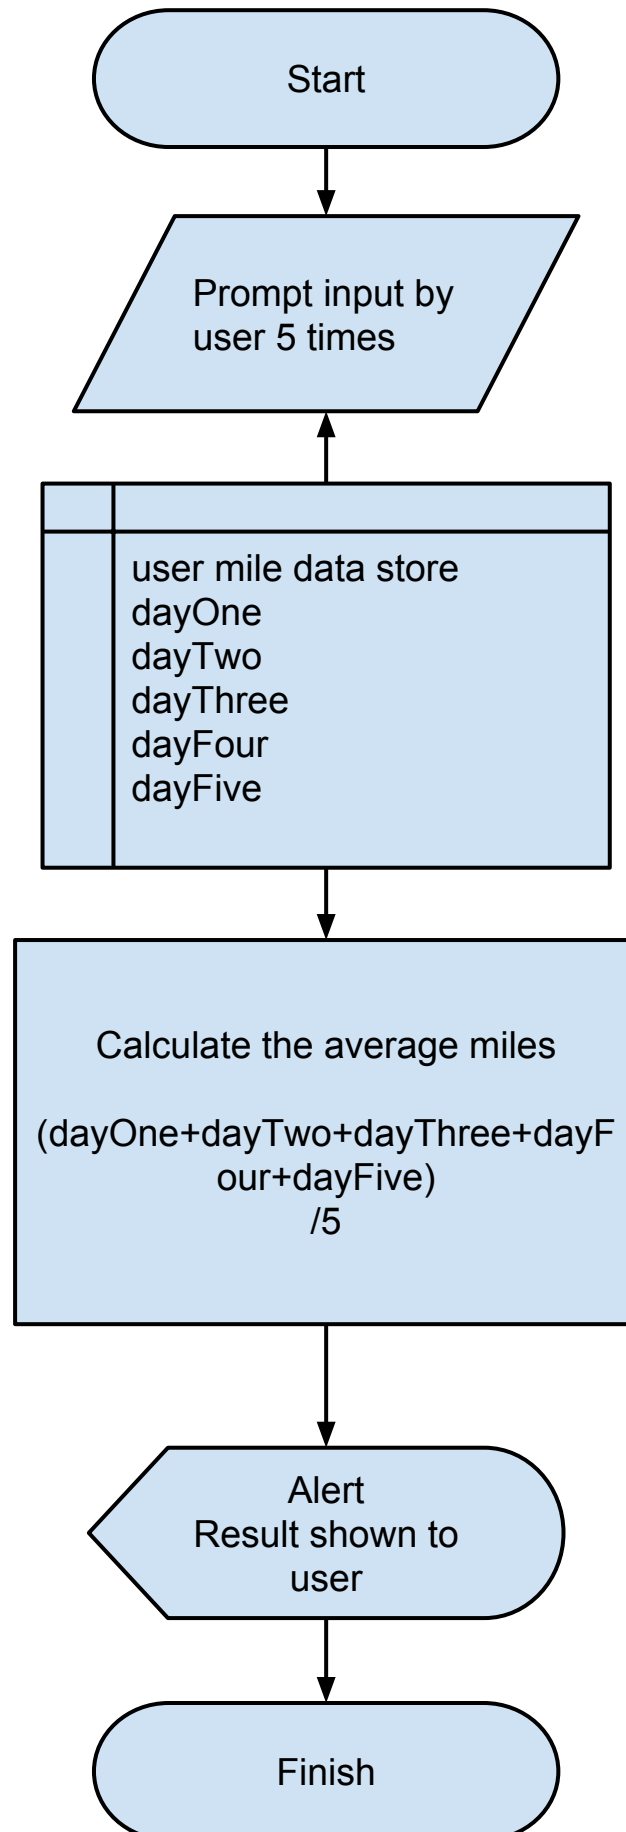 Start
Prompt input by
user 5 times
user mile data store
dayOne
dayTwo
dayThree
dayFour
dayFive
Calculate the average miles
(dayOne+dayTwo+dayThree+dayF
our+dayFive)
/5
Alert
Result shown to
user
Finish